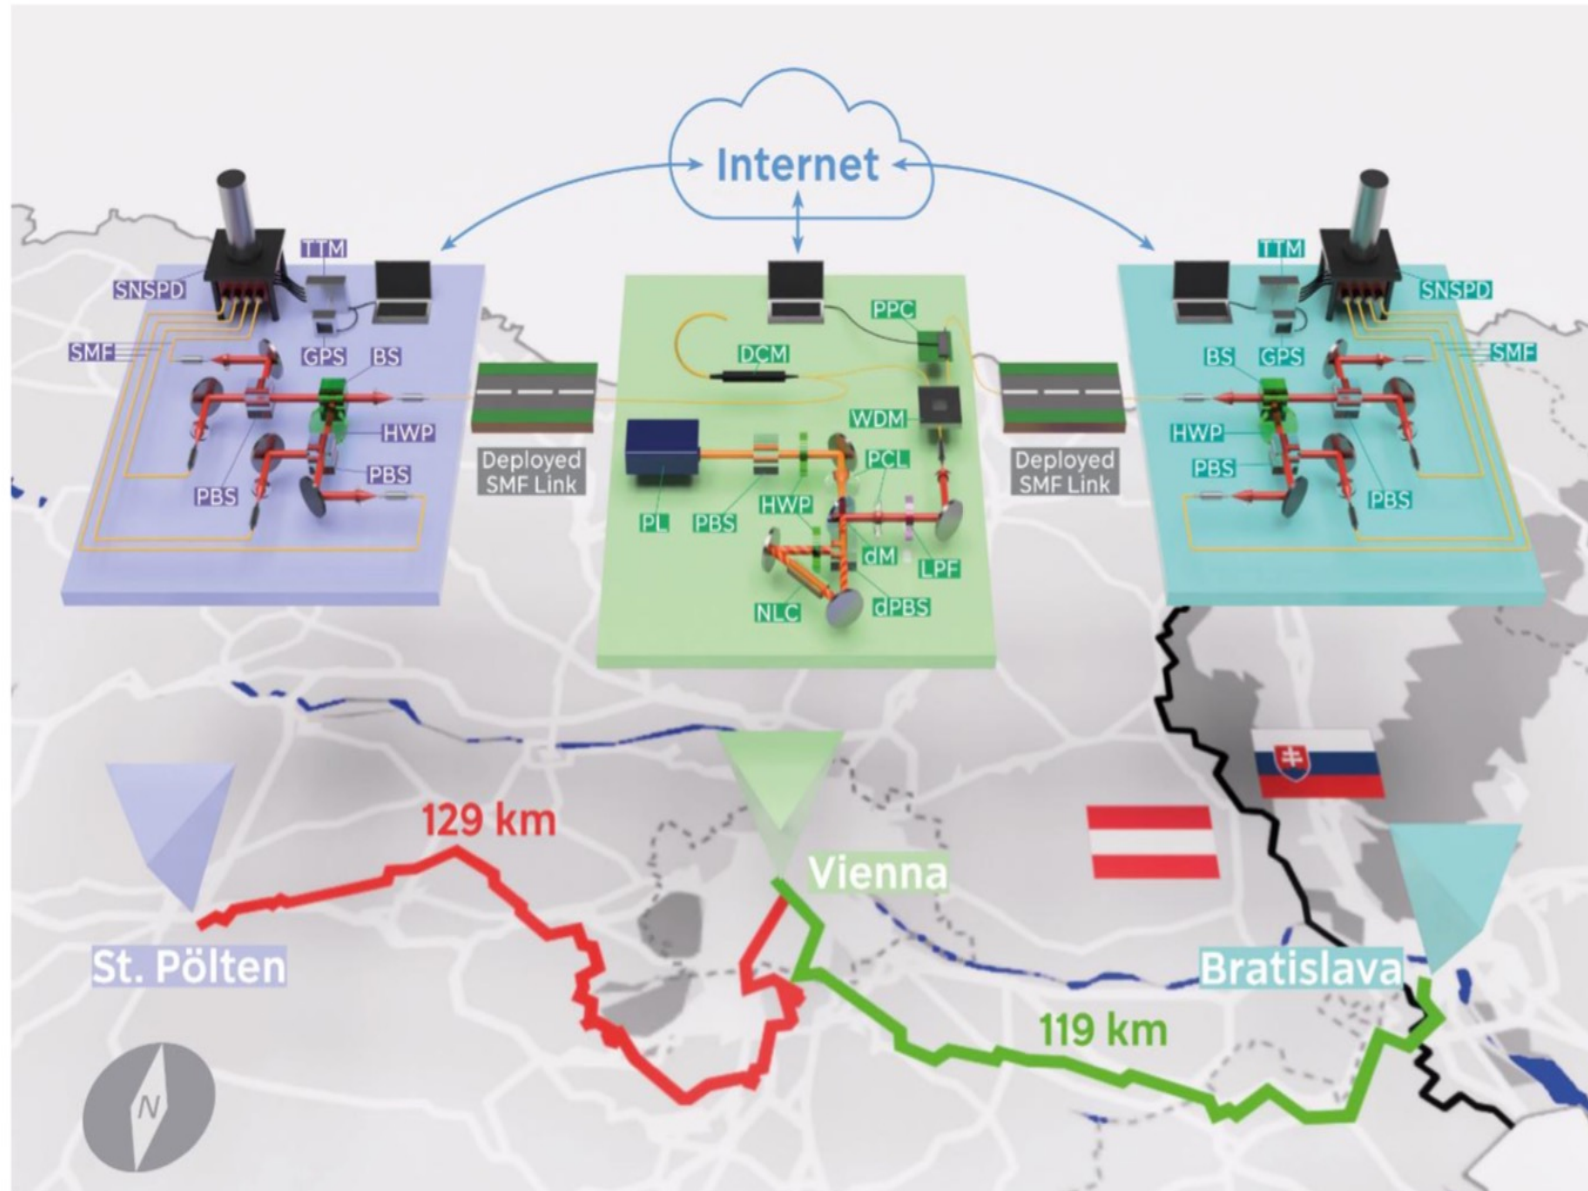 Internet
TTM
SNSPD
SMF
GPS
BS
HWP
PBS
PBS
Deployed
SMF Link
PPC
DCM
WDM
PCL
HWP
PL
PBS
dM
LPF
NLC
dPBS
Deployed
SMF Link
TTM
SNSPD
BS
GPS
SMF
HWP
PBS
PBS
129 km
Vienna
St. Pölten
Bratislava
119 km
N